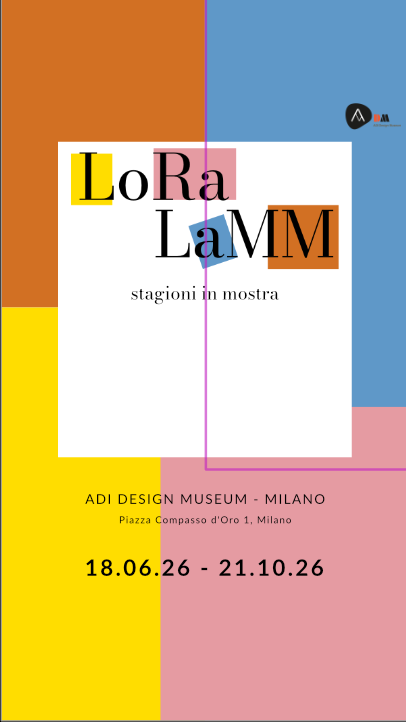 LoRa
LaMM
stagioni in mostra
ADI DESIGN MUSEUM - MILANO
Piazza Compasso d'Oro 1, Milano
18.06.26 - 21.10.26